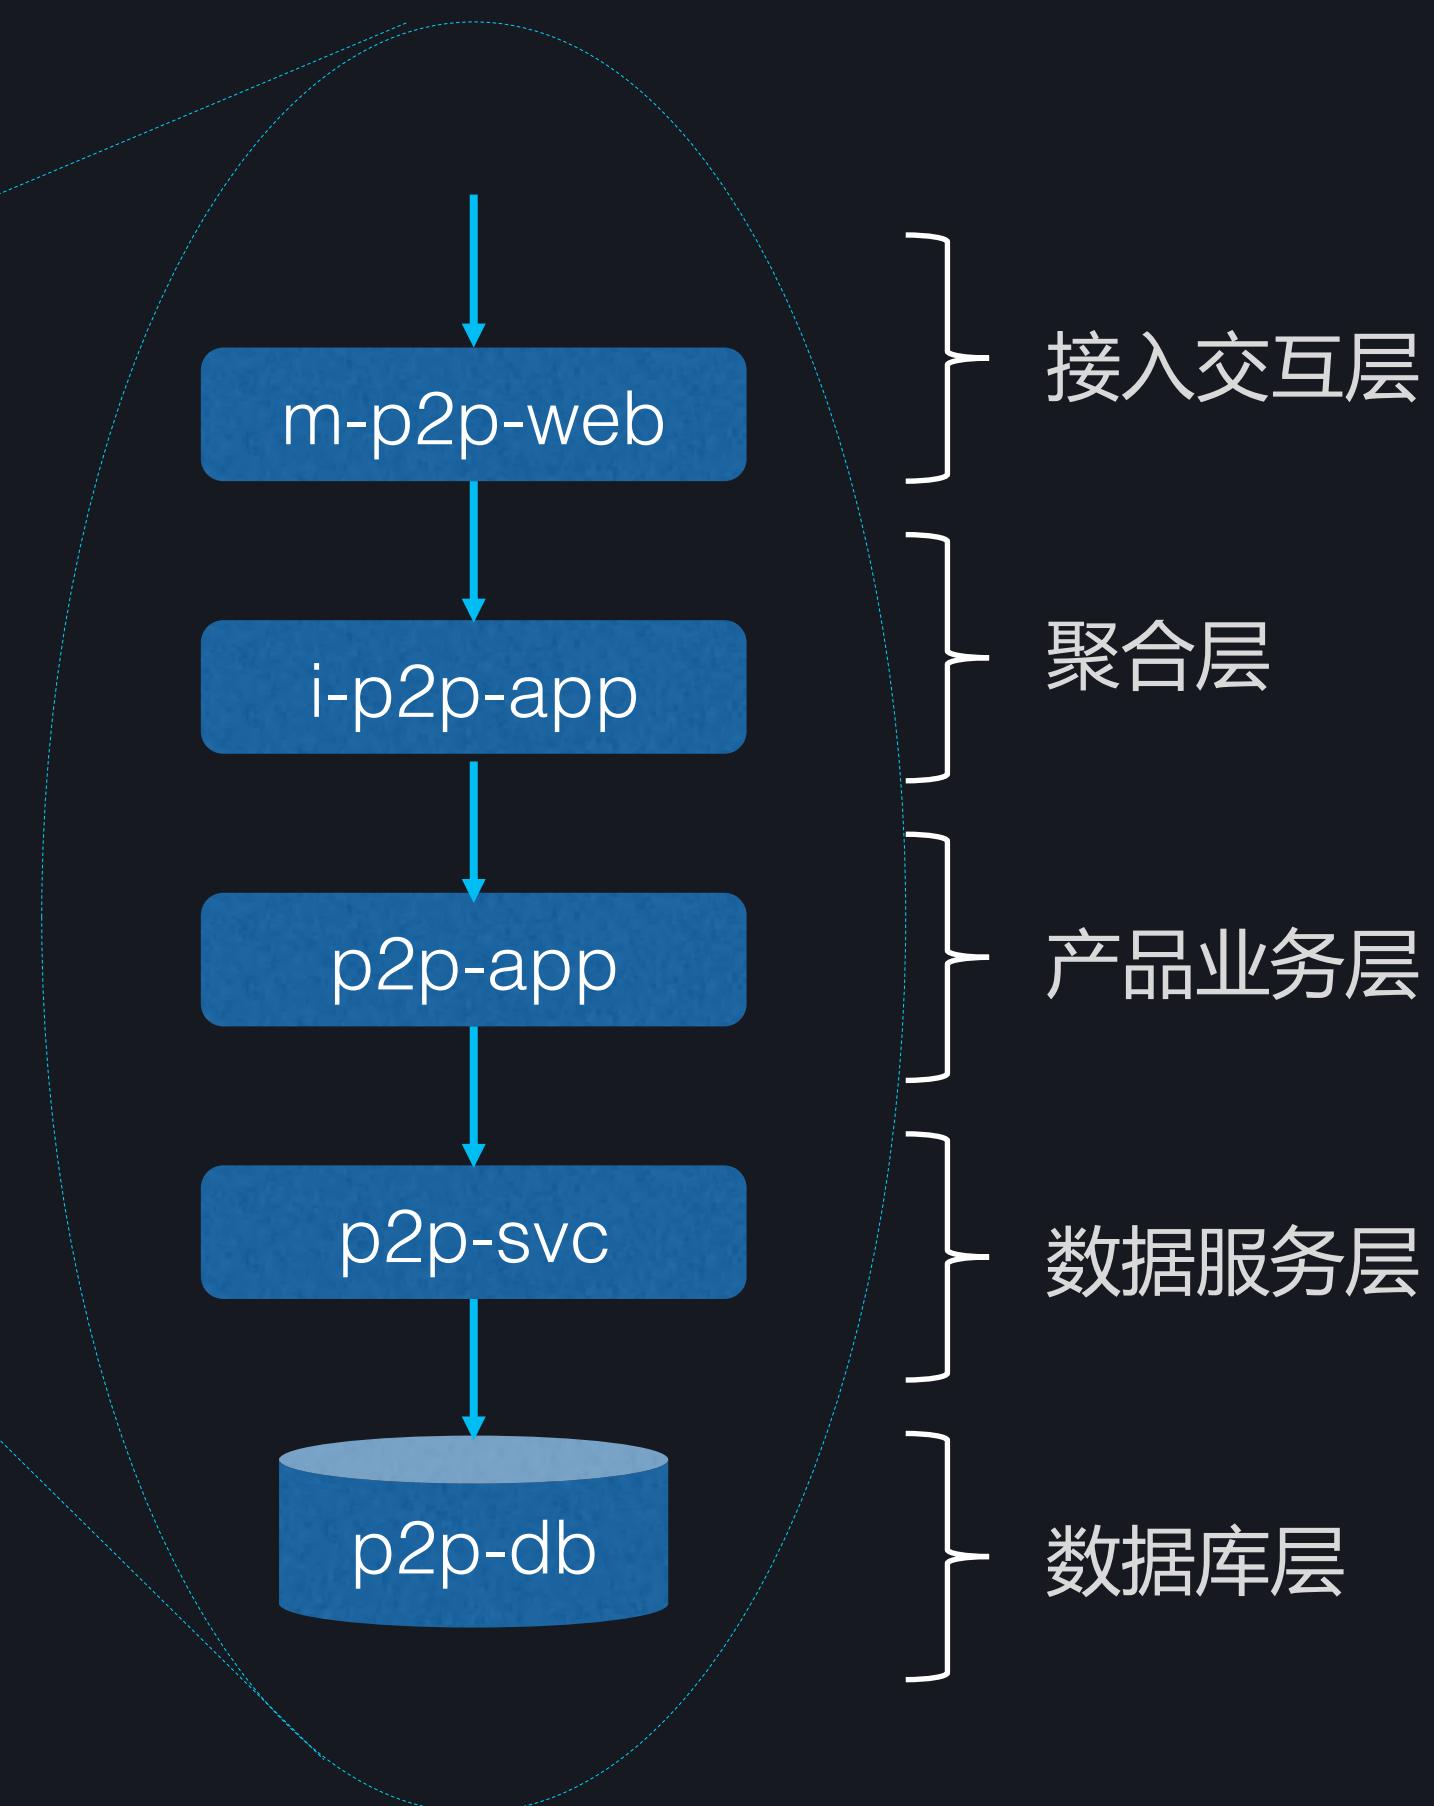 m-p2p-web
接入交互层
i-p2p-app
聚合层
p2p-app
产品业务层
p2p-svc
数据服务层
p2p-db
数据库层